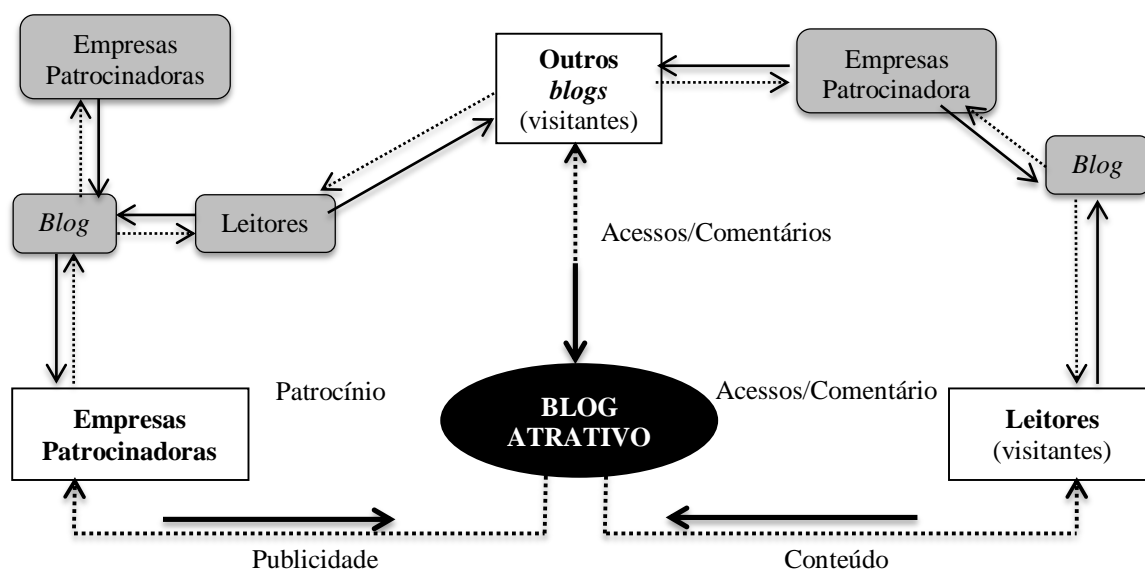 Empresas
Patrocinadoras
Outros
blogs
(visitantes)
Empresas
Patrocinadora
Blog
Leitores
Blog
Acessos/Comentários
Patrocínio
Acessos/Comentário
Empresas
Patrocinadoras
BLOG
ATRATIVO
Leitores
(visitantes)
Publicidade
Conteúdo